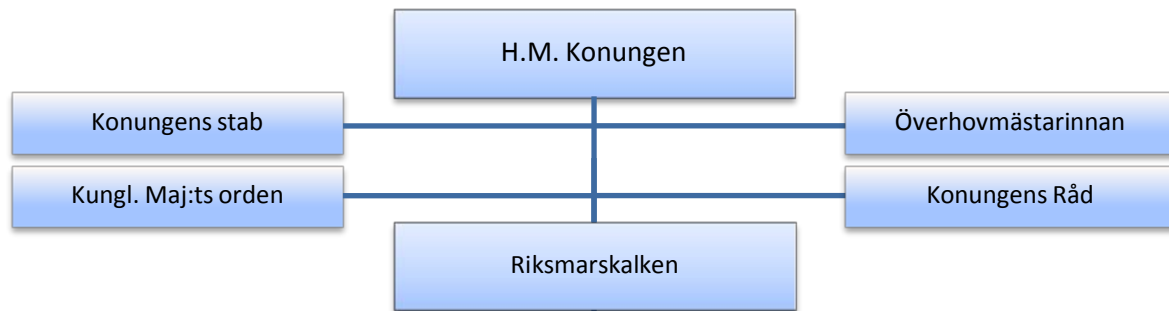 H.M. Konungen
Konungens stab
Överhovmästarinnan
Kungl. Maj:ts orden
Konungens Råd
Riksmarskalken